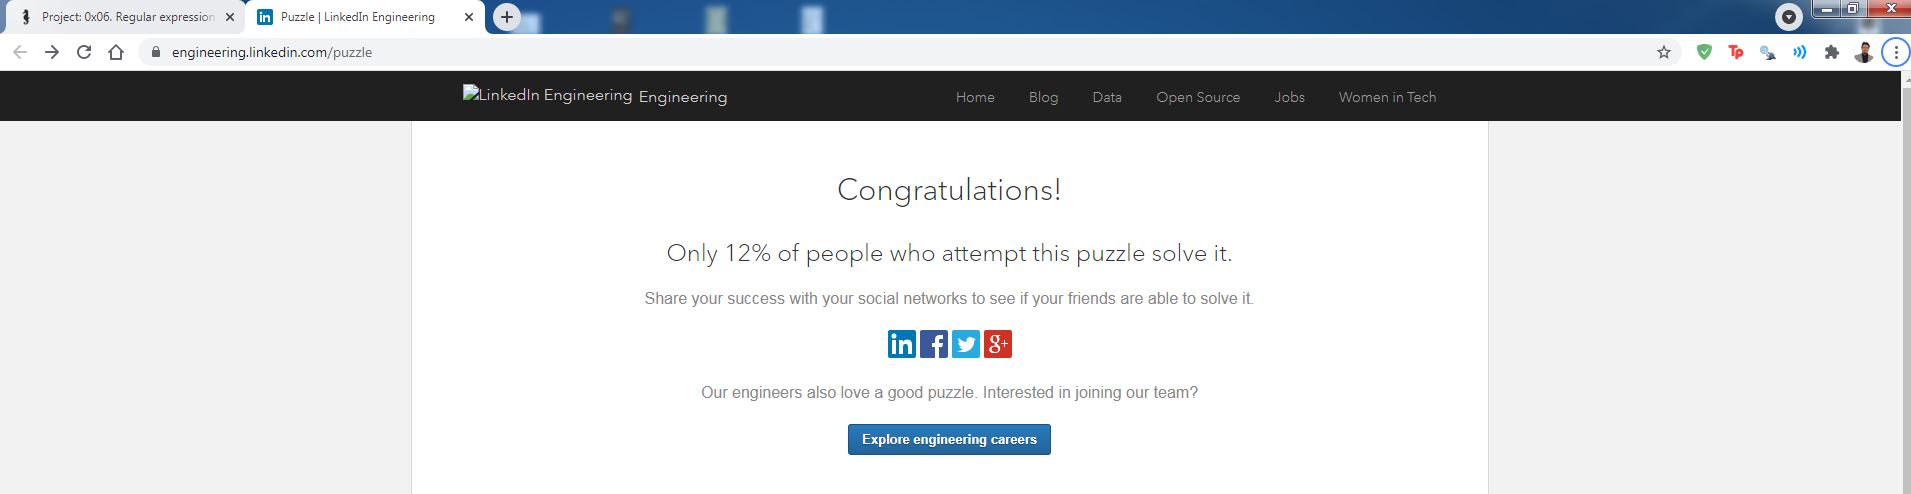 Project: 0x06. Regular expression
Puzzle | LinkedIn Engineering
engineering.linkedin.com/puzzle
Tp
LinkedIn Engineering Engineering
Home Blog Data Open Source Jobs Women in Tech
Congratulations!
Only 12% of people who attempt this puzzle solve it.
Share your success with your social networks to see if your friends are able to solve it.
in f g+
Our engineers also love a good puzzle. Interested in joining our team?
Explore engineering careers